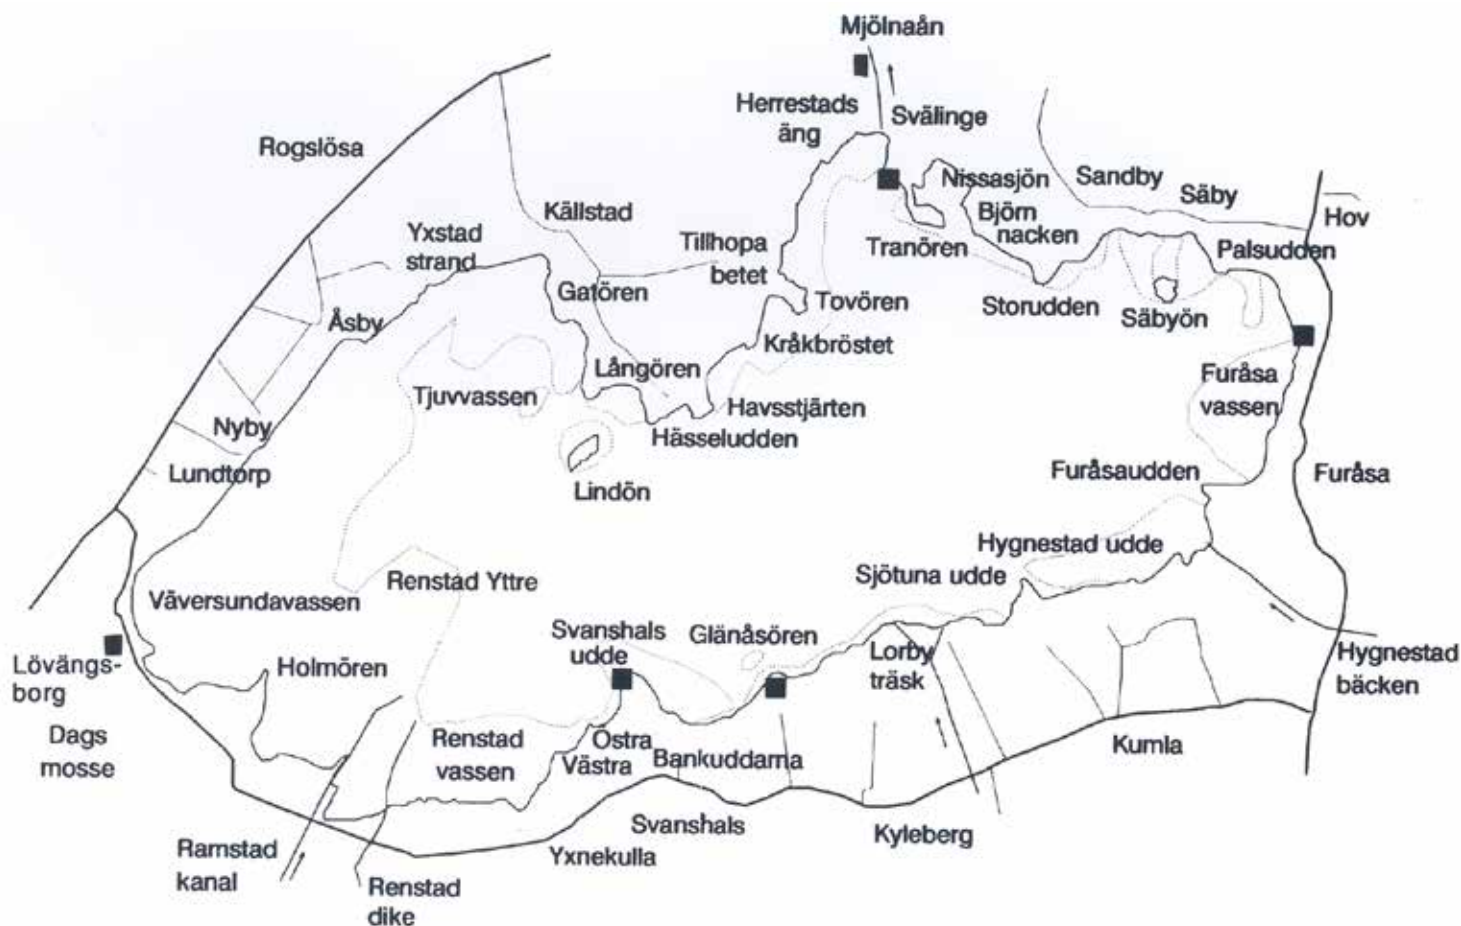 Mjölnaån
Herrestads
äng
Svälinge
Rogslösa
Nissasjön
Sandby
Säby
Hov
Källstad
Yxstad
strand
Tillhopa
betet
Björn
nacken
Tranören
Palsudden
Gatören
Tovören
Storudden
Säbyön
Åsby
Kråkbröstet
Långören
Furåsa
vassen
Tjuvvassen
Havsstjärten
Nyby
Hässeludden
Lundtorp
Lindön
Furåsaudden
Furåsa
Hygnestad udde
Sjötuna udde
Renstad Yttre
Väversundavassen
Svanshals
udde
Glänåsören
Lövängs-
borg
Holmören
Lorby
träsk
Hygnestad
bäcken
Dags
mosse
Renstad
vassen
Östra
Västra
Bankuddarna
Kumla
Svanshals
Kyleberg
Ramstad
kanal
Yxnekulla
Renstad
dike